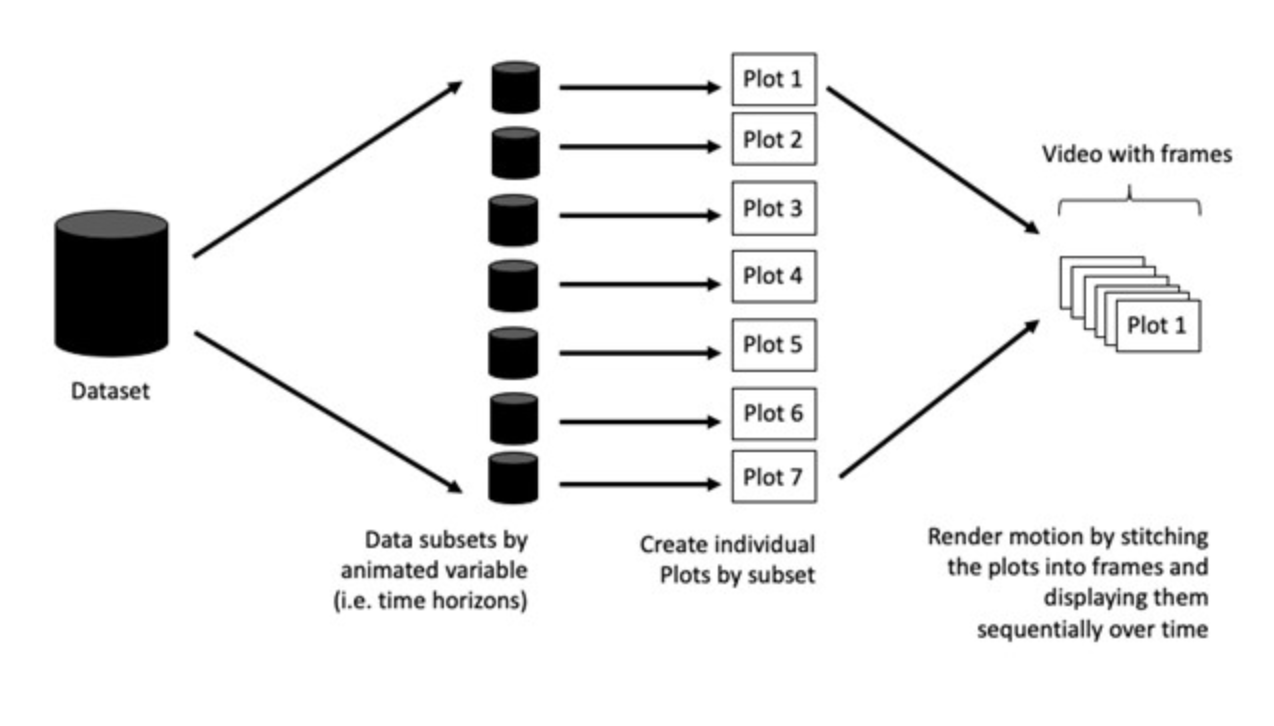 Plot 1
Plot 2
Plot 3
Plot 4
Plot 5
Plot 6
Plot 7
Video with frames
Plot 1
Dataset
Data subsets by
animated variable
(i.e. time horizons)
Create individual
Plots by subset
Render motion by stitching
the plots into frames and
displaying them
sequentially over time